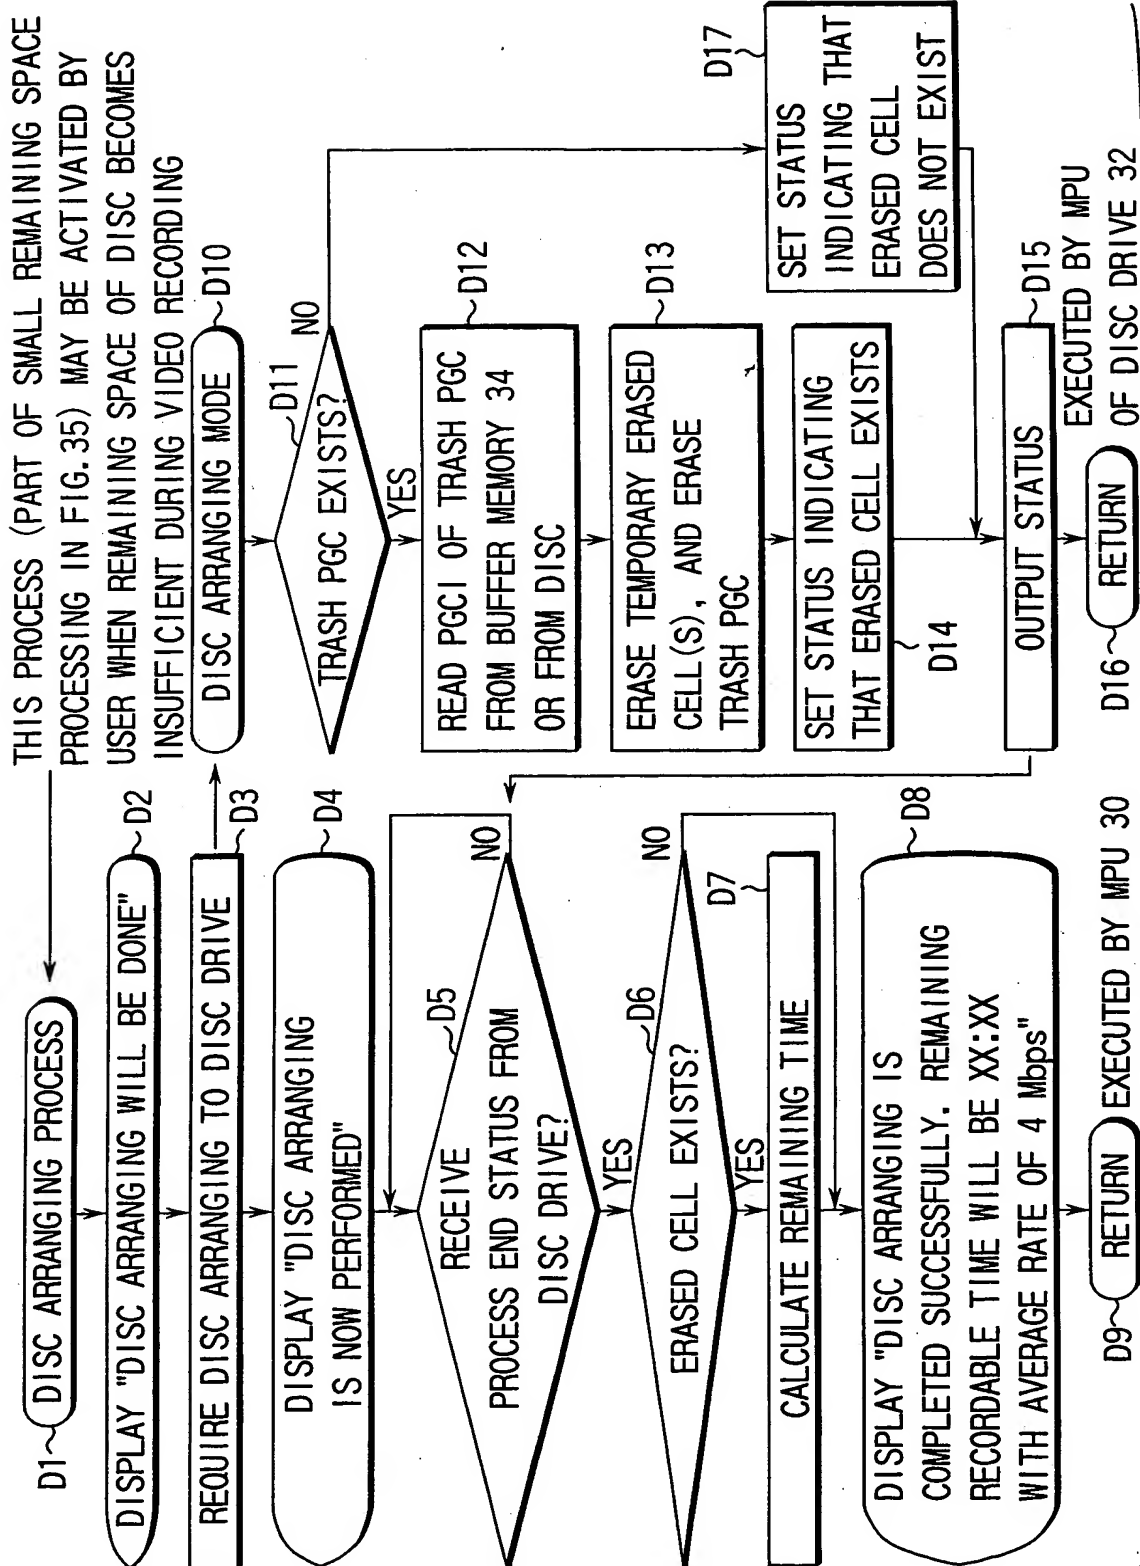 THIS PROCESS (PART OF SMALL REMAINING SPACE
PROCESSING IN FIG.35) MAY BE ACTIVATED BY
USER WHEN REMAINING SPACE OF DISC BECOMES
INSUFFICIENT DURING VIDEO RECORDING
D1
DISC ARRANGING PROCESS
DISPLAY "DISC ARRANGING WILL BE DONE"
D2
REQUIRE DISC ARRANGING TO DISC DRIVE
D3
DISPLAY "DISC ARRANGING
IS NOW PERFORMED"
D4
RECEIVE
PROCESS END STATUS FROM
DISC DRIVE?
D5
NO
YES
ERASED CELL EXISTS?
D6
NO
YES
CALCULATE REMAINING TIME
D7
DISPLAY "DISC ARRANGING IS
COMPLETED SUCCESSFULLY. REMAINING
RECORDABLE TIME WILL BE XX:XX
WITH AVERAGE RATE OF 4 Mbps"
D8
D9
RETURN
EXECUTED BY MPU 30
DISC ARRANGING MODE
D10
TRASH PGC EXISTS?
D11
NO
YES
READ PGCI OF TRASH PGC
FROM BUFFER MEMORY 34
OR FROM DISC
D12
ERASE TEMPORARY ERASED
CELL(S), AND ERASE
TRASH PGC
D13
SET STATUS INDICATING
THAT ERASED CELL EXISTS
D14
SET STATUS
INDICATING THAT
ERASED CELL
DOES NOT EXIST
D17
OUTPUT STATUS
D15
D16
RETURN
EXECUTED BY MPU
OF DISC DRIVE 32